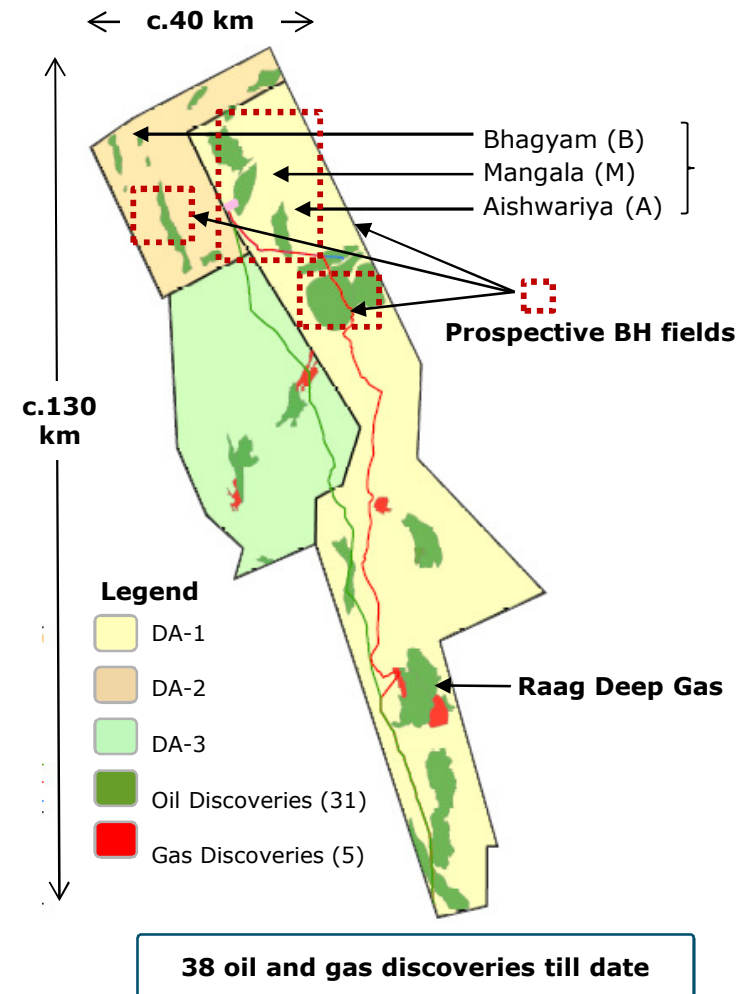 c.40 km
Bhagyam (B)
Mangala (M)
Aishwariya (A)
Prospective BH fields
c.130
km
Legend
DA-1
DA-2
DA-3
Oil Discoveries (31)
Gas Discoveries (5)
Raag Deep Gas
38 oil and gas discoveries till date